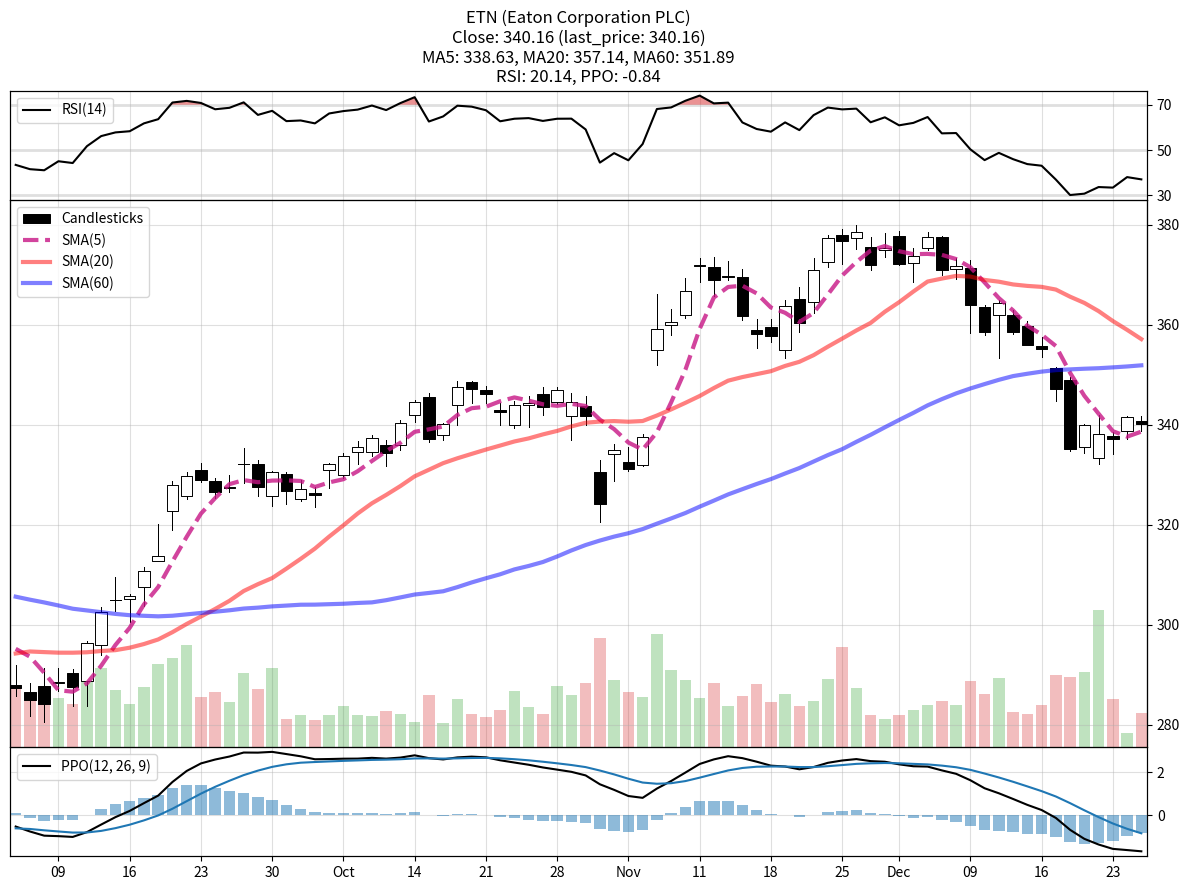 ETN (Eaton Corporation PLC)
Close: 340.16 (last_price: 340.16)
MA5: 338.63, MA20: 357.14, MA60: 351.89
RSI: 20.14, PPO: -0.84
RSI(14)
70
50
30
Candlesticks
SMA(5)
SMA(20)
SMA(60)
380
360
340
320
300
280
PPO(12, 26, 9)
2
0
09 16 23 30 Oct 14 21 28 Nov 11 18 25 Dec 09 16 23